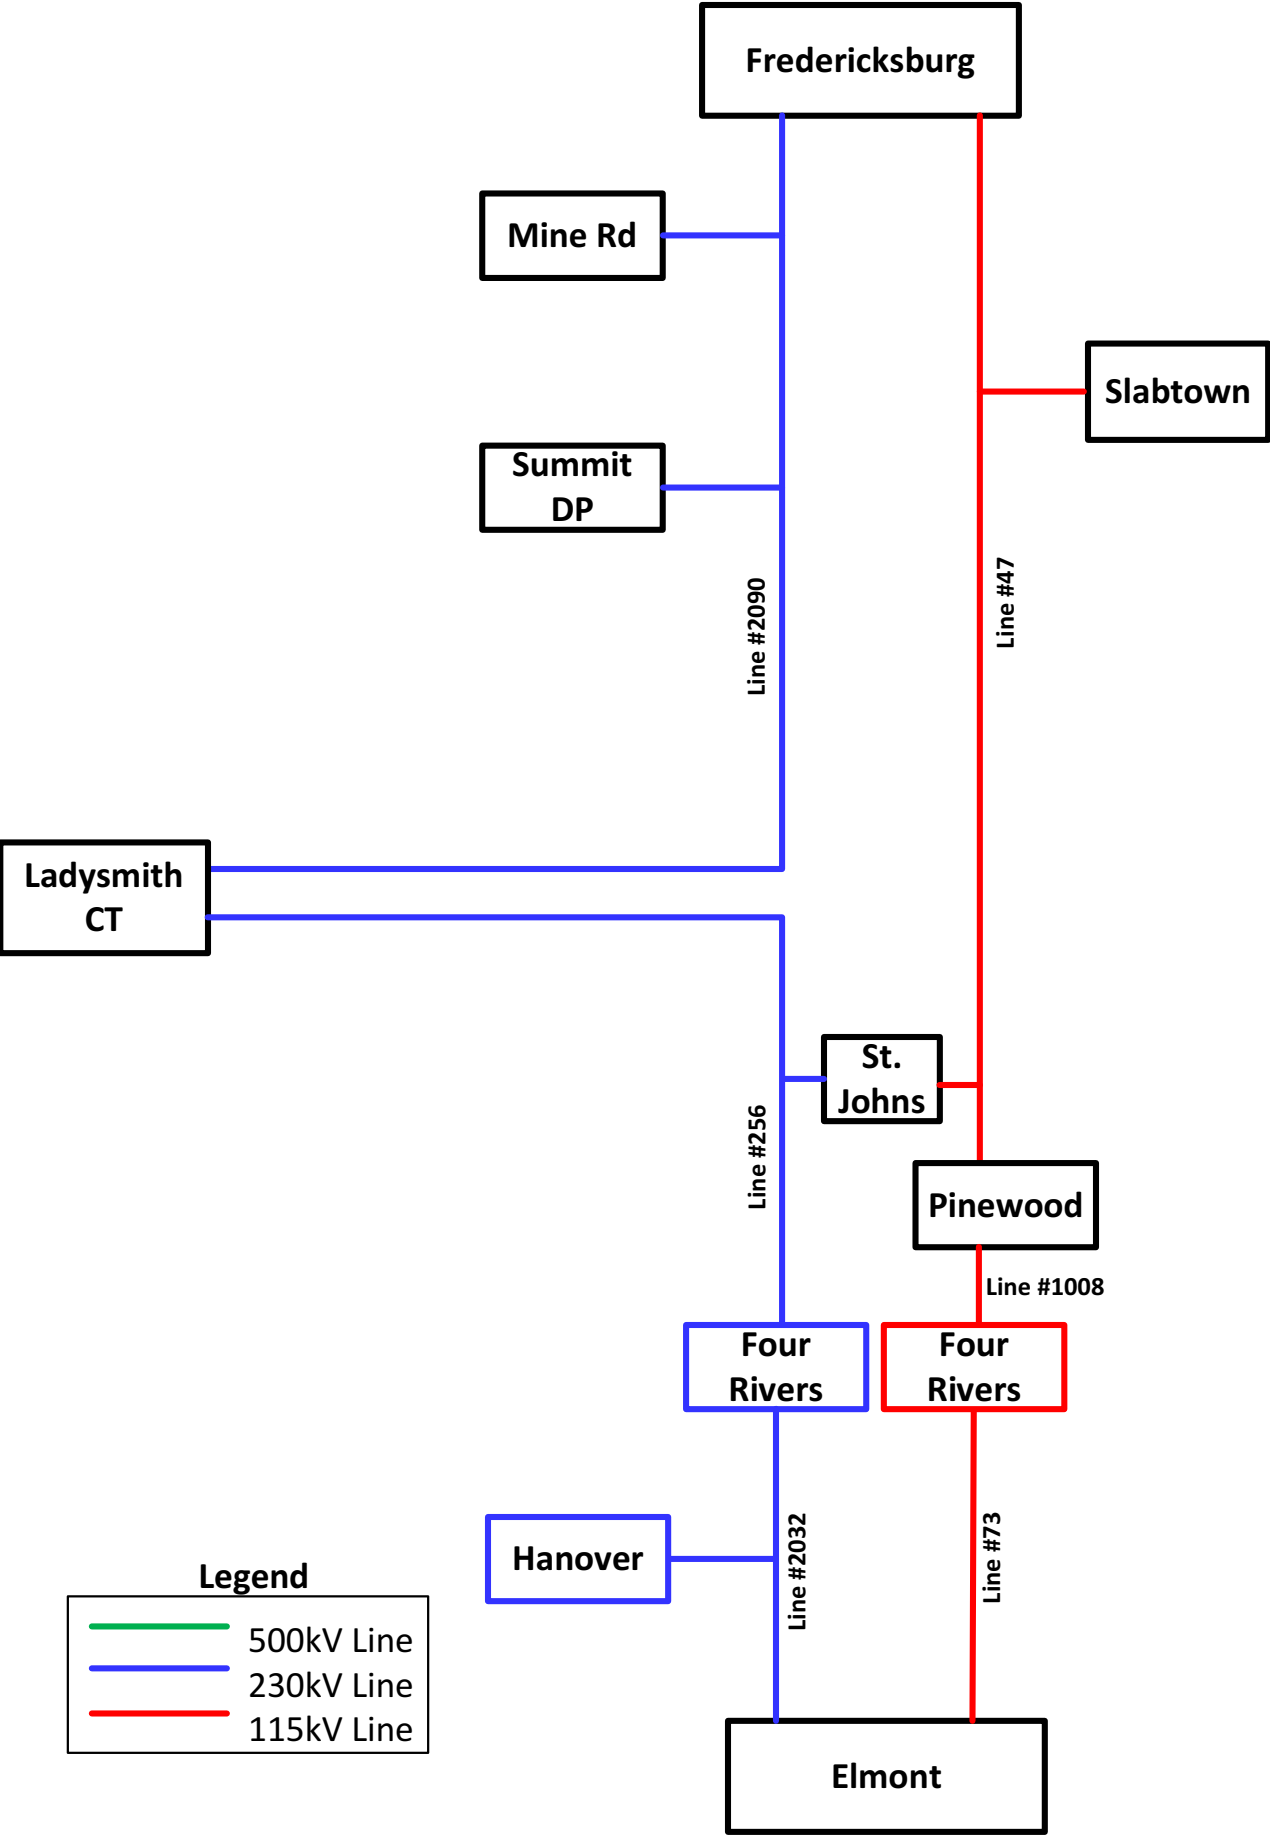 Fredericksburg
Mine Rd
Slabtown
Summit
DP
Line #47
Line #2090
Ladysmith
CT
St.
Johns
Line #256
Pinewood
Line #1008
Four
Rivers
Four
Rivers
Hanover
Line #2032
Line #73
Legend
500kV Line
230kV Line
115kV Line
Elmont